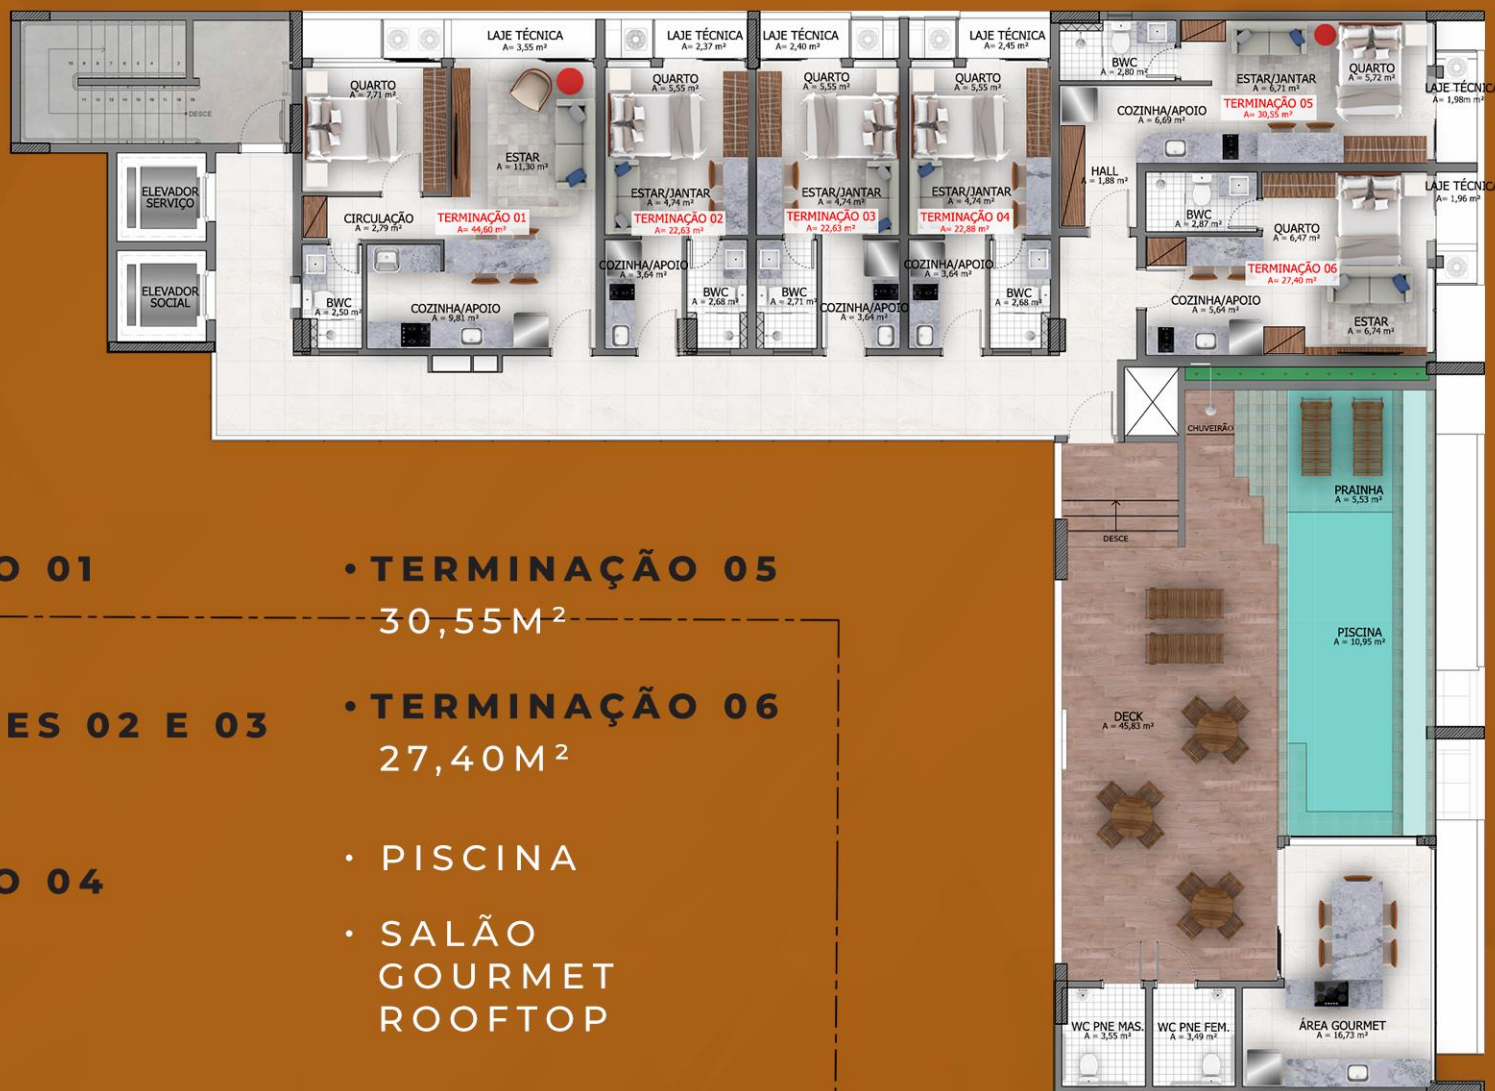 LAJE TÉCNICA
A= 3,55 m²
LAJE TÉCNICA
A= 2,37 m²
LAJE TÉCNICA
A= 2,40 m²
LAJE TÉCNICA
A= 2,45 m²
BWC
A = 2,80 m²
ESTAR/JANTAR
A = 6,71 m²
QUARTO
A = 5,72 m²
LAJE TÉCNICA
A= 1,98m m²
TERMINAÇÃO 05
A= 30,55 m²
COZINHA/APOIO
A = 6,69 m²
HALL
A = 1,88 m²
DESCE
QUARTO
A = 7,71 m²
ESTAR
A = 11,30 m²
QUARTO
A = 5,55 m²
QUARTO
A = 5,55 m²
QUARTO
A = 5,55 m²
ELEVADOR
SERVIÇO
CIRCULAÇÃO
A = 2,79 m²
TERMINAÇÃO 01
A= 44,60 m²
ESTAR/JANTAR
A = 4,74 m²
TERMINAÇÃO 02
A= 22,63 m²
ESTAR/JANTAR
A = 4,74 m²
TERMINAÇÃO 03
A= 22,63 m²
ESTAR/JANTAR
A = 4,74 m²
TERMINAÇÃO 04
A= 22,88 m²
BWC
A = 2,87 m²
QUARTO
A = 6,47 m²
LAJE TÉCNICA
A= 1,96 m²
TERMINAÇÃO 06
A= 27,40 m²
ELEVADOR
SOCIAL
BWC
A = 2,50 m²
COZINHA/APOIO
A = 9,81 m²
COZINHA/APOIO
A = 3,64 m²
BWC
A = 2,68 m²
BWC
A = 2,71 m²
COZINHA/APOIO
A = 3,64 m²
COZINHA/APOIO
A = 3,64 m²
BWC
A = 2,68 m²
COZINHA/APOIO
A = 5,64 m²
ESTAR
A = 6,74 m²
CHUVEIRÃO
PRAINHA
A = 5,53 m²
DESCE
PISCINA
A = 10,95 m²
DECK
A = 45,83 m²
WC PNE MAS.
A = 3,55 m²
WC PNE FEM.
A = 3,49 m²
ÁREA GOURMET
A = 16,73 m²
O 01
ES 02 E 03
O 04
• TERMINAÇÃO 05
30,55M²
• TERMINAÇÃO 06
27,40M²
• PISCINA
• SALÃO
GOURMET
ROOFTOP